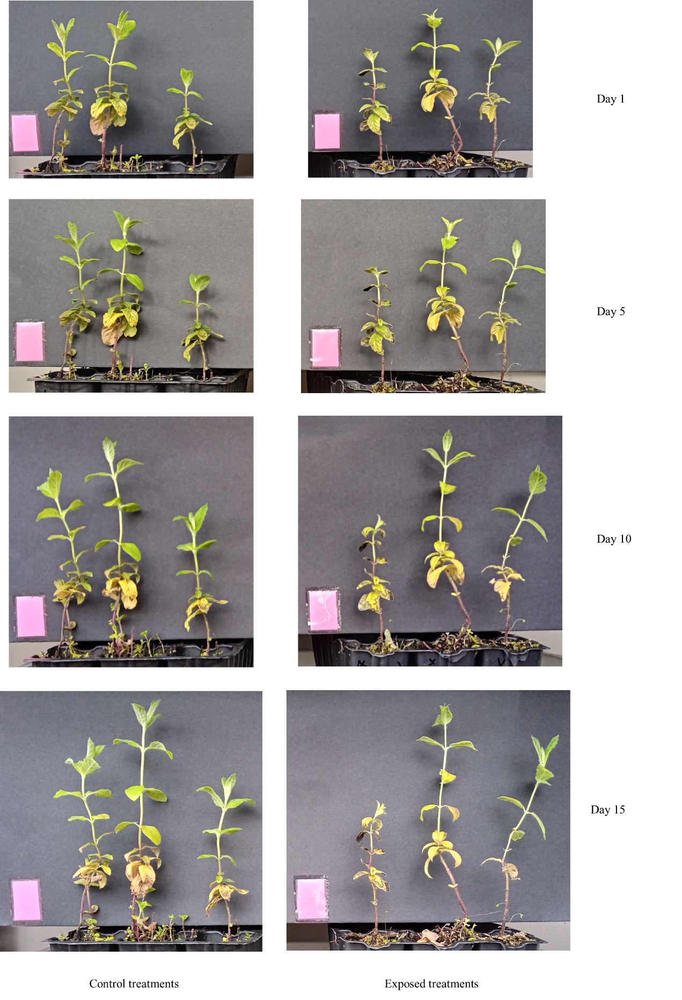 Day 1
Day 5
Day 10
Day 15
Control treatments
Exposed treatments